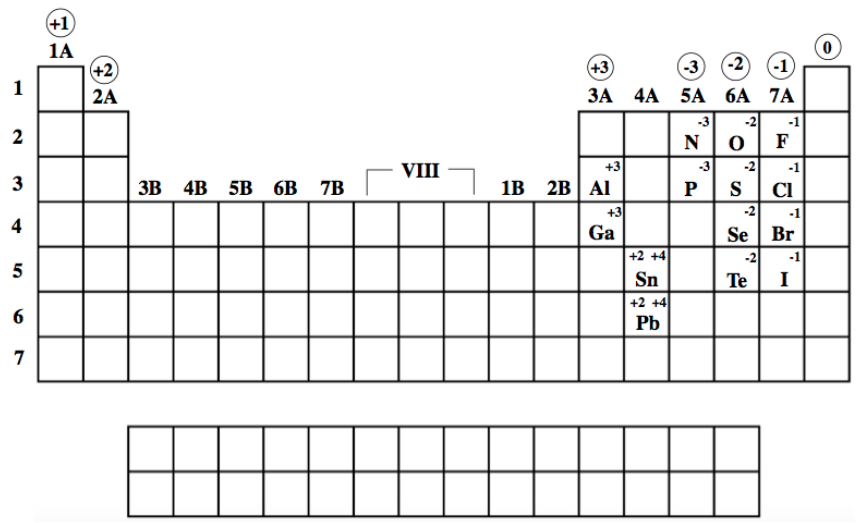 +1
1A
0
+2
2A
+3 -3 -2 -1
3A 4A 5A 6A 7A
1
2
-3 -2 -1
N O F
3
3B 4B 5B 6B 7B VIII 1B 2B
+3 -3 -2 -1
Al P S Cl
4
+3 -2 -1
Ga Se Br
5
+2 +4 -2 -1
Sn Te I
6
+2 +4
Pb
7